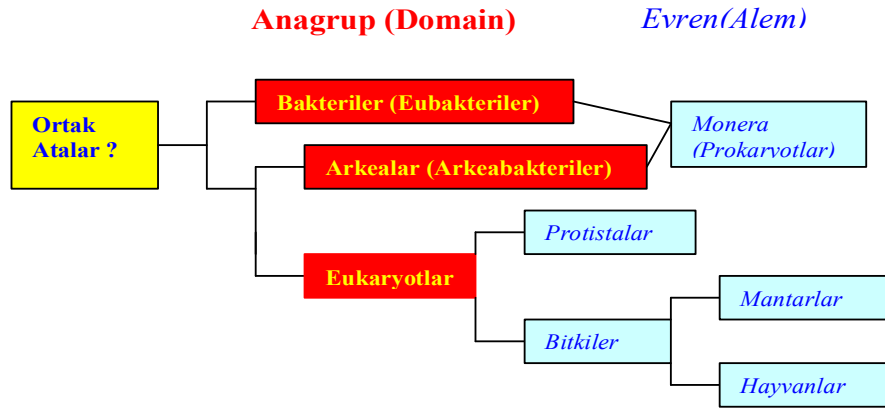 Anagrup (Domain)
Evren(Alem)
Bakteriler (Eubakteriler)
Ortak
Atalar ?
Monera
(Prokaryotlar)
Arkealar (Arkeabakteriler)
Protistalar
Eukaryotlar
Mantarlar
Bitkiler
Hayvanlar